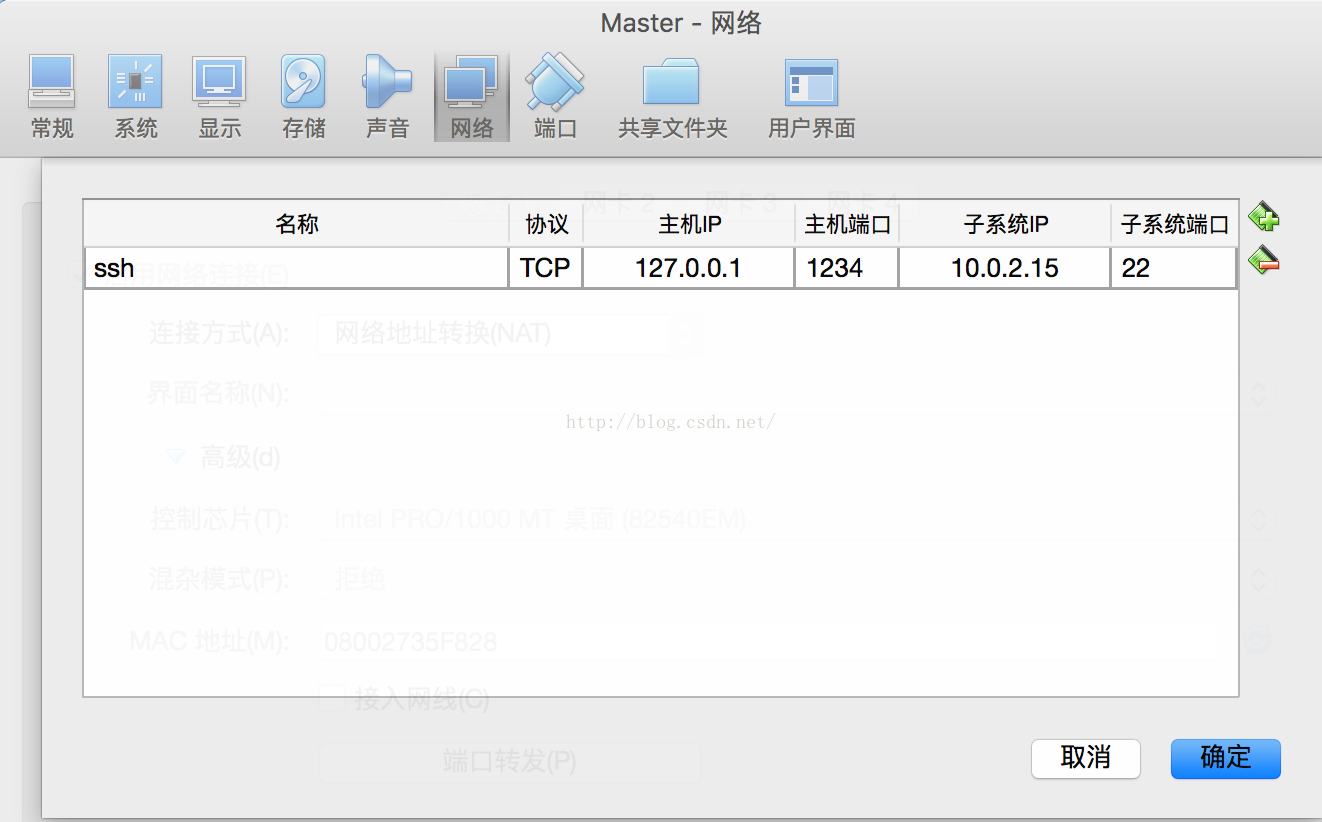 Master - 网络
常规 系统 显示 存储 声音 网络 端口 共享文件夹 用户界面
网卡 2 网卡 3 网卡 4
名称 协议 主机IP 主机端口 子系统IP 子系统端口
ssh TCP 127.0.0.1 1234 10.0.2.15 22
用网络连接(E)
连接方式(A): 网络地址转换(NAT)
界面名称(N):
http://blog.csdn.net/
高级(d)
控制芯片(T): Intel PRO/1000 MT 桌面 (82540EM)
混杂模式(P): 拒绝
MAC 地址(M): 08002735F828
接入网线(C)
端口转发(P)
取消 确定